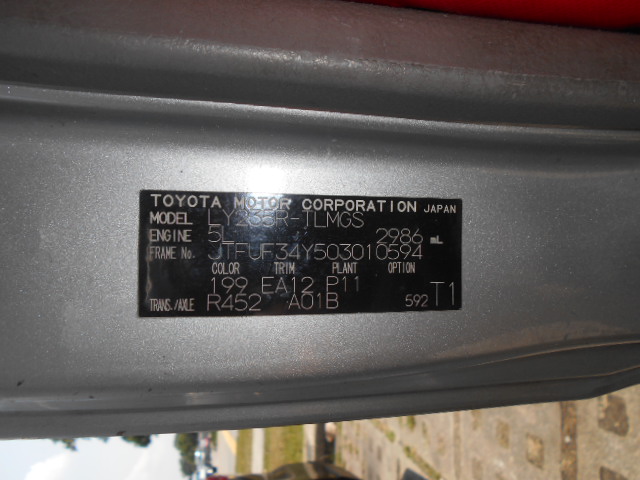 TOYOTA MOTOR CORPORATION JAPAN
MODEL LY235R-TLMGS
ENGINE 5L 2986 mL
FRAME No. JTFUF34Y503010594
COLOR TRIM PLANT OPTION
199 EA12 P11
TRANS./AXLE R452 A01B 592 T1